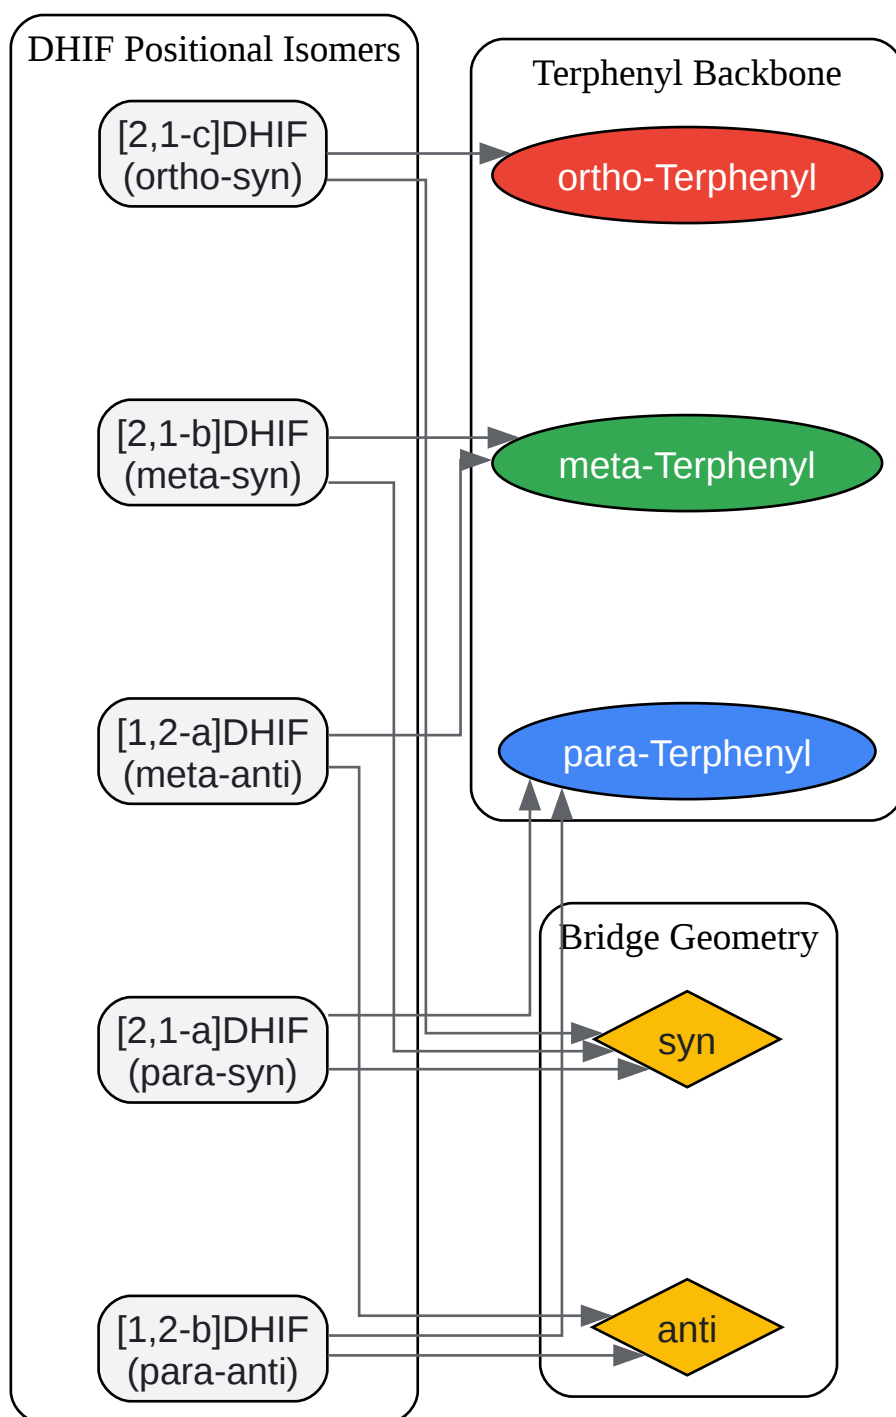 DHIF Positional Isomers
[2,1-c]DHIF
(ortho-syn)
[2,1-b]DHIF
(meta-syn)
[1,2-a]DHIF
(meta-anti)
[2,1-a]DHIF
(para-syn)
[1,2-b]DHIF
(para-anti)
Terphenyl Backbone
ortho-Terphenyl
meta-Terphenyl
para-Terphenyl
Bridge Geometry
syn
anti